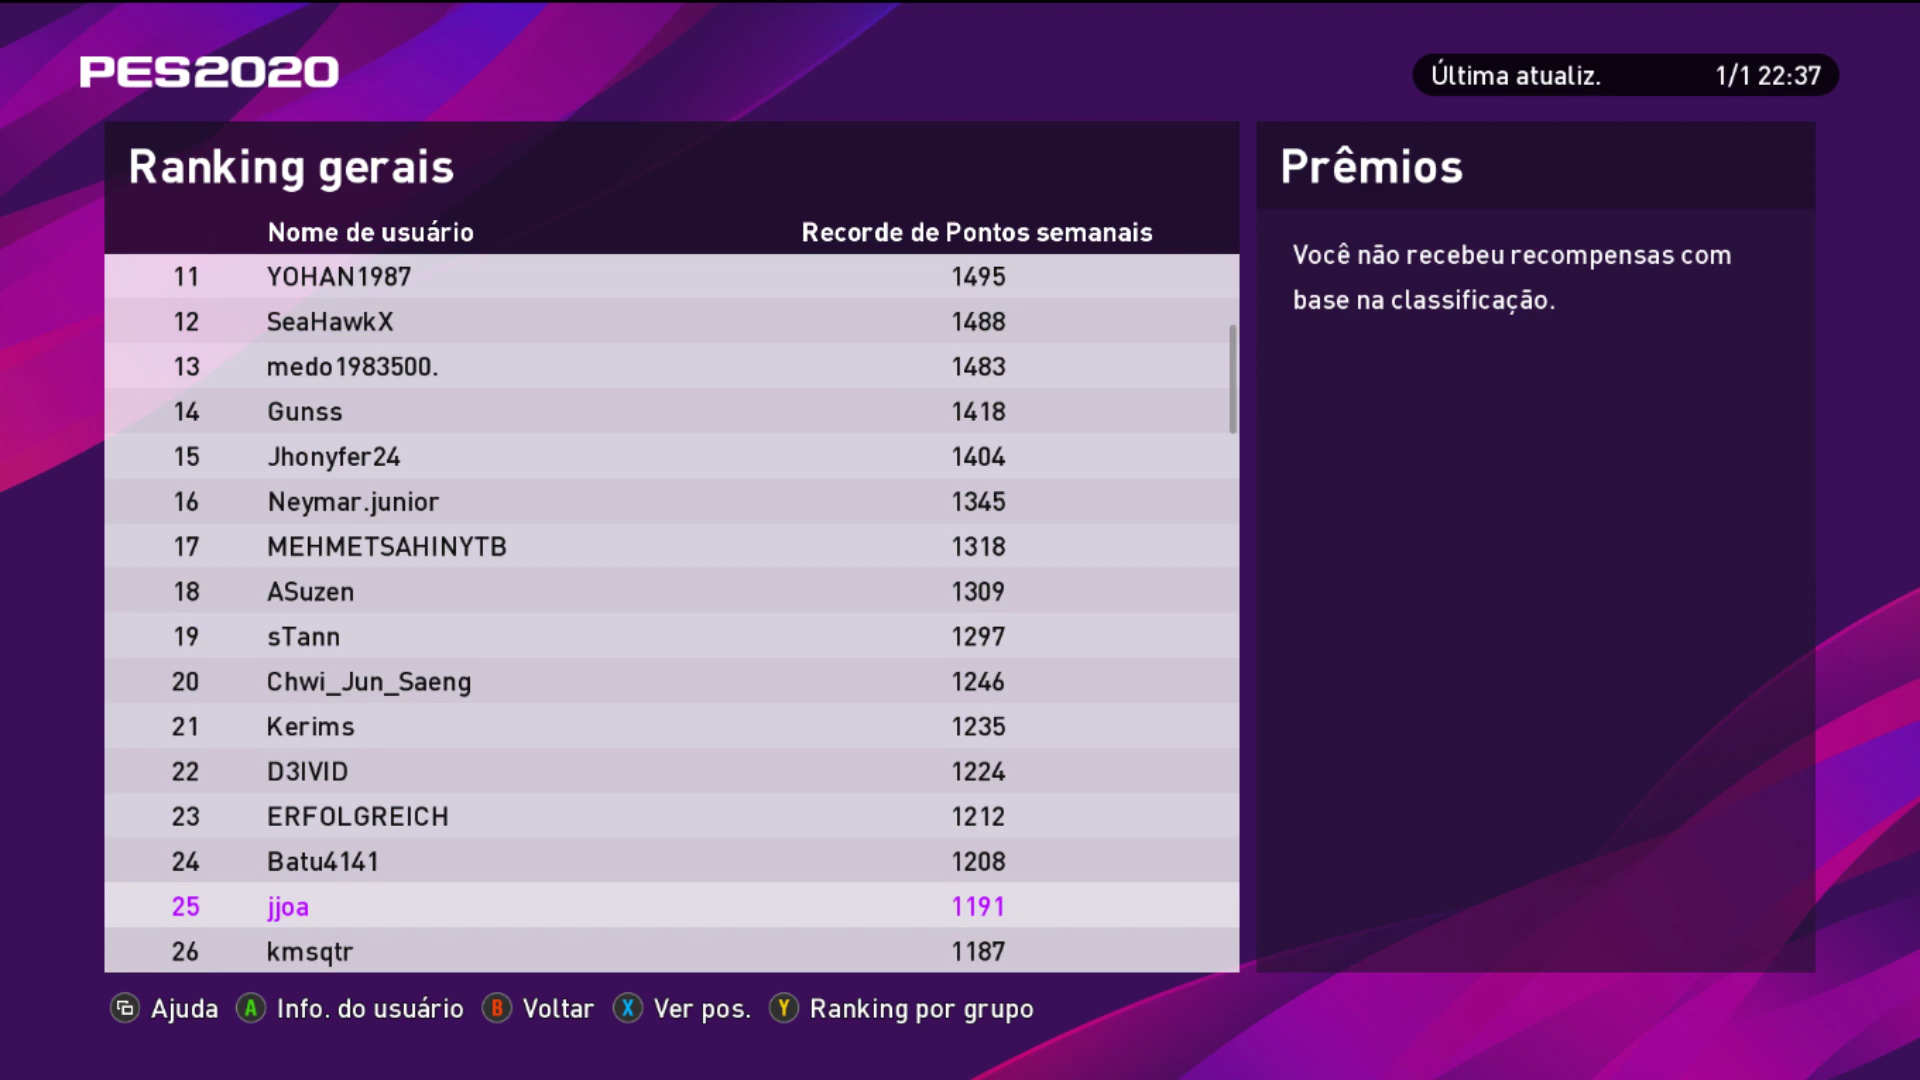 PES2020
Última atualiz. 1/1 22:37
Ranking gerais
Nome de usuário Recorde de Pontos semanais
11 YOHAN1987 1495
12 SeaHawkX 1488
13 medo1983500. 1483
14 Gunss 1418
15 Jhonyfer24 1404
16 Neymar.junior 1345
17 MEHMETSAHINYTB 1318
18 ASuzen 1309
19 sTann 1297
20 Chwi_Jun_Saeng 1246
21 Kerims 1235
22 D3IVID 1224
23 ERFOLGREICH 1212
24 Batu4141 1208
25 jjoa 1191
26 kmsqtr 1187
Prêmios
Você não recebeu recompensas com
base na classificação.
Ajuda A Info. do usuário B Voltar X Ver pos. Y Ranking por grupo